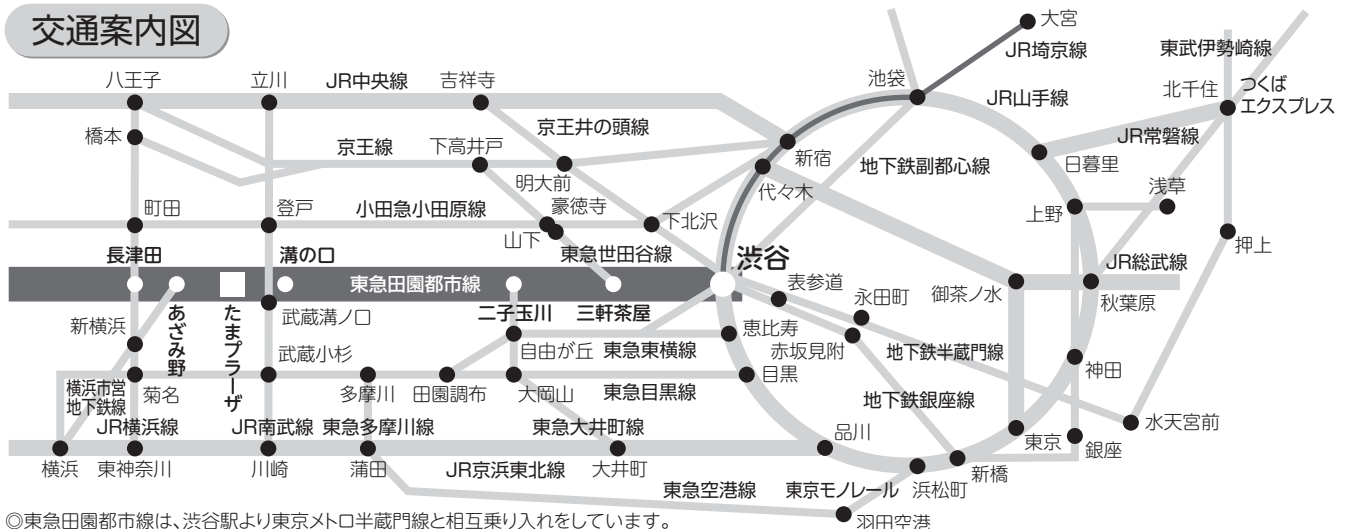 交通案内図
大宮
JR埼京線
東武伊勢崎線
八王子
立川
JR中央線
吉祥寺
池袋
JR山手線
北千住
つくば
エクスプレス
橋本
京王線
下高井戸
京王井の頭線
新宿
地下鉄副都心線
JR常磐線
日暮里
明大前
代々木
浅草
町田
登戸
小田急小田原線
豪徳寺
山下
下北沢
上野
押上
長津田
溝の口
東急世田谷線
渋谷
JR総武線
東急田園都市線
表参道
永田町
御茶ノ水
秋葉原
新横浜
あざみ野
たまプラーザ
武蔵溝ノ口
二子玉川
三軒茶屋
恵比寿
赤坂見附
地下鉄半蔵門線
武蔵小杉
自由が丘
東急東横線
目黒
神田
横浜市営
地下鉄線
菊名
多摩川
田園調布
大岡山
東急目黒線
地下鉄銀座線
水天宮前
JR横浜線
JR南武線
東急多摩川線
東急大井町線
品川
東京
銀座
横浜
東神奈川
川崎
蒲田
JR京浜東北線
大井町
新橋
東急空港線
東京モノレール
浜松町
羽田空港
◎東急田園都市線は、渋谷駅より東京メトロ半蔵門線と相互乗り入れをしています。